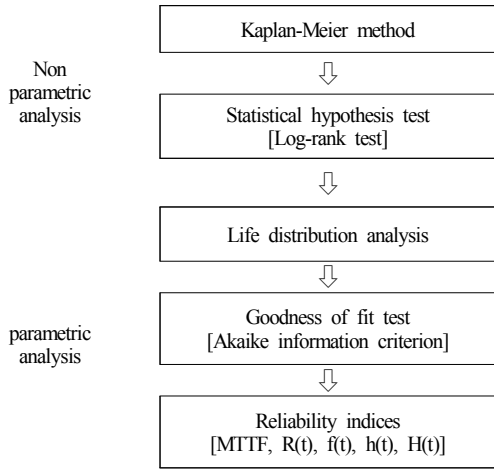 Kaplan-Meier method
Non
parametric
analysis
Statistical hypothesis test
[Log-rank test]
Life distribution analysis
parametric
analysis
Goodness of fit test
[Akaike information criterion]
Reliability indices
[MTTF, R(t), f(t), h(t), H(t)]